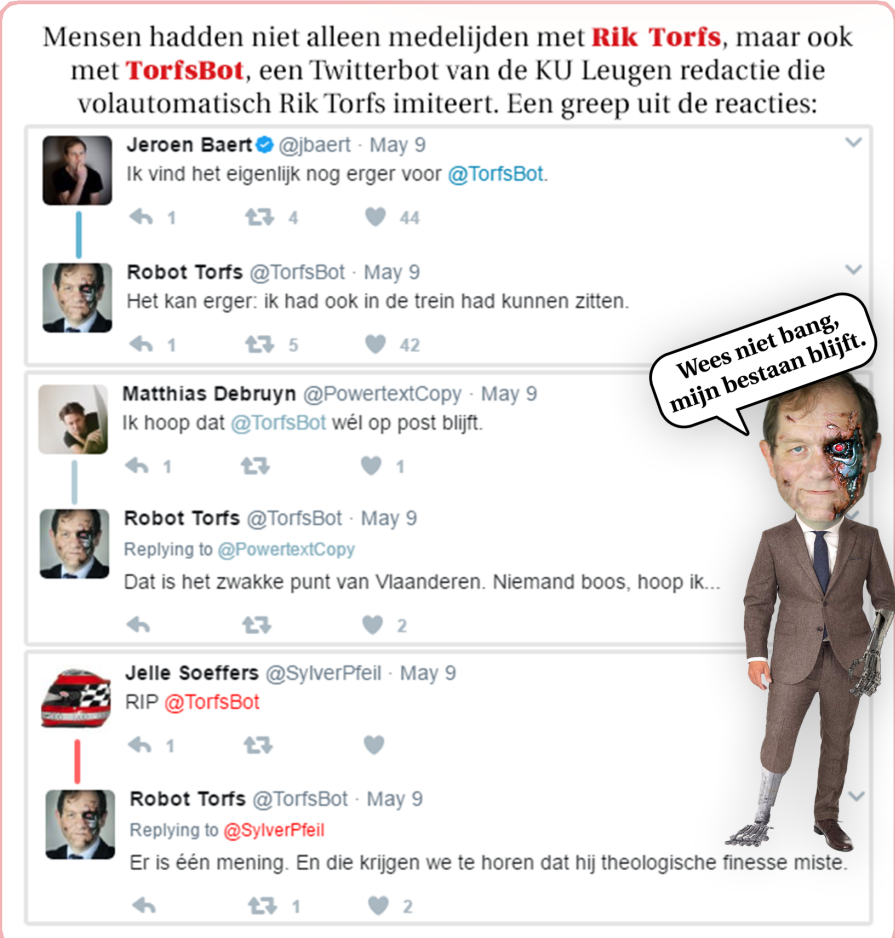 Mensen hadden niet alleen medelijden met Rik Torfs, maar ook
met TorfsBot, een Twitterbot van de KU Leugen redactie die
volautomatisch Rik Torfs imiteert. Een greep uit de reacties:
Jeroen Baert @jbaert · May 9
Ik vind het eigenlijk nog erger voor @TorfsBot.
1 4 44
Robot Torfs @TorfsBot · May 9
Het kan erger: ik had ook in de trein had kunnen zitten.
1 5 42
Wees niet bang,
mijn bestaan blijft.
Matthias Debruyn @PowertextCopy · May 9
Ik hoop dat @TorfsBot wél op post blijft.
1 1
Robot Torfs @TorfsBot · May 9
Replying to @PowertextCopy
Dat is het zwakke punt van Vlaanderen. Niemand boos, hoop ik...
2
Jelle Soeffers @SylverPfeil · May 9
RIP @TorfsBot
1
Robot Torfs @TorfsBot · May 9
Replying to @SylverPfeil
Er is één mening. En die krijgen we te horen dat hij theologische finesse miste.
1 2